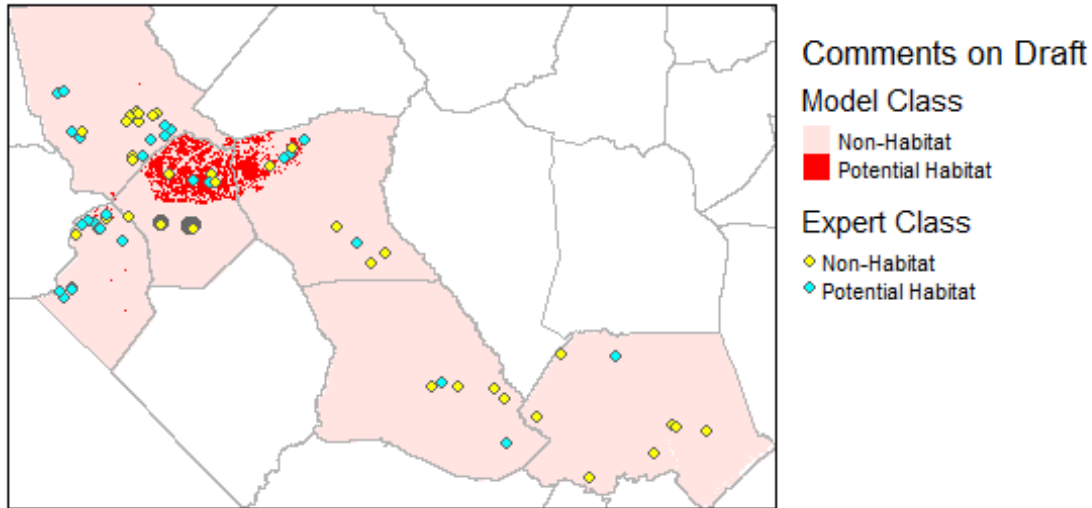 Comments on Draft
Model Class
Non-Habitat
Potential Habitat
Expert Class
Non-Habitat
Potential Habitat